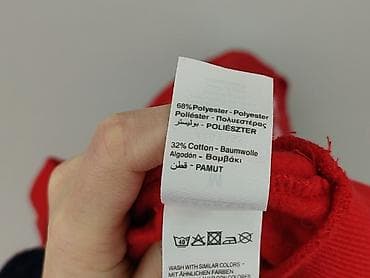 68% Polyester - Polyester
Poliéster - Πολυεστέρας
بوليستر - POLIÉSZTER
32% Cotton - Baumwolle
Algodón - Βαμβάκι
قطن - PAMUT
40
WASH WITH SIMILAR COLORS -
MIT ÄHNLICHEN FARBEN